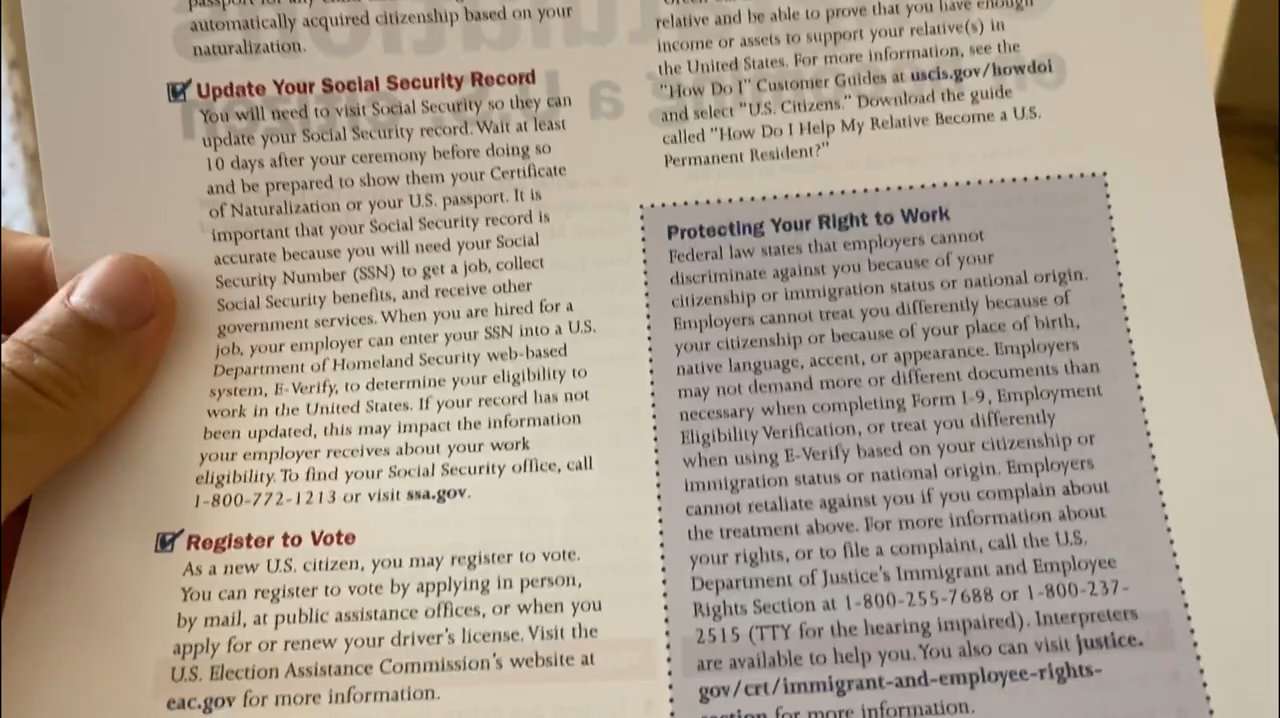 passport for any child
automatically acquired citizenship based on your
naturalization.
Update Your Social Security Record
You will need to visit Social Security so they can
update your Social Security record. Wait at least
10 days after your ceremony before doing so
and be prepared to show them your Certificate
of Naturalization or your U.S. passport. It is
important that your Social Security record is
accurate because you will need your Social
Security Number (SSN) to get a job, collect
Social Security benefits, and receive other
government services. When you are hired for a
job, your employer can enter your SSN into a U.S.
Department of Homeland Security web-based
system, E-Verify, to determine your eligibility to
work in the United States. If your record has not
been updated, this may impact the information
your employer receives about your work
eligibility. To find your Social Security office, call
1-800-772-1213 or visit ssa.gov.
Register to Vote
As a new U.S. citizen, you may register to vote.
You can register to vote by applying in person,
by mail, at public assistance offices, or when you
apply for or renew your driver's license. Visit the
U.S. Election Assistance Commission's website at
eac.gov for more information.
relative and be able to prove that you have enough
income or assets to support your relative(s) in
the United States. For more information, see the
"How Do I" Customer Guides at uscis.gov/howdoi
and select "U.S. Citizens." Download the guide
called "How Do I Help My Relative Become a U.S.
Permanent Resident?"
Protecting Your Right to Work
Federal law states that employers cannot
discriminate against you because of your
citizenship or immigration status or national origin.
Employers cannot treat you differently because of
your citizenship or because of your place of birth,
native language, accent, or appearance. Employers
may not demand more or different documents than
necessary when completing Form I-9, Employment
Eligibility Verification, or treat you differently
when using E-Verify based on your citizenship or
immigration status or national origin. Employers
cannot retaliate against you if you complain about
the treatment above. For more information about
your rights, or to file a complaint, call the U.S.
Department of Justice's Immigrant and Employee
Rights Section at 1-800-255-7688 or 1-800-237-
2515 (TTY for the hearing impaired). Interpreters
are available to help you. You also can visit justice.
gov/crt/immigrant-and-employee-rights-
section for more information.